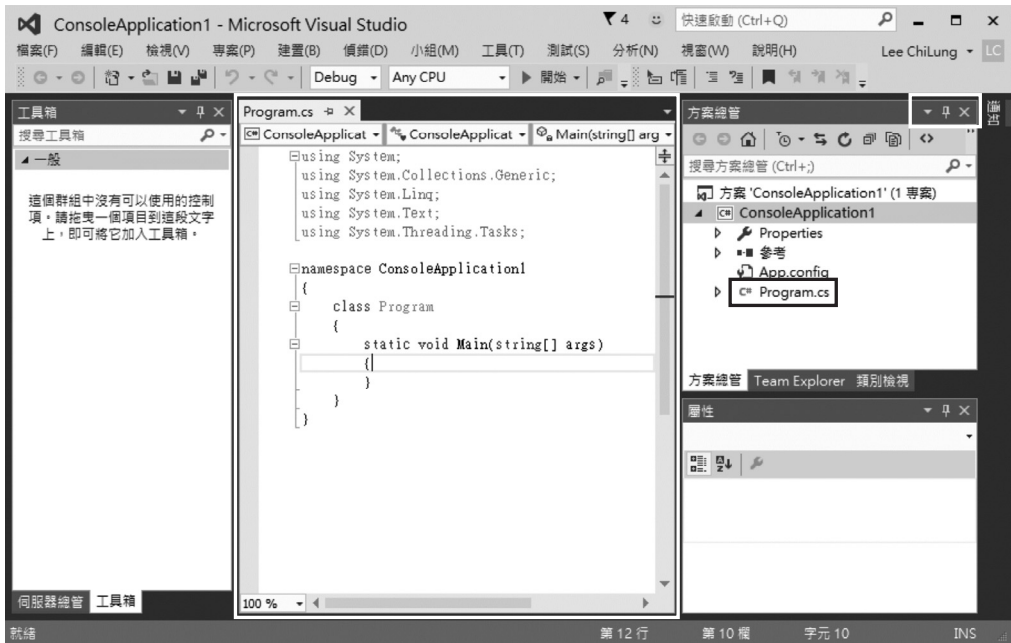 ConsoleApplication1 - Microsoft Visual Studio
4
快速啟動 (Ctrl+Q)
檔案(F) 編輯(E) 檢視(V) 專案(P) 建置(B) 偵錯(D) 小組(M) 工具(T) 測試(S) 分析(N) 視窗(W) 說明(H)
Lee ChiLung LC
Debug Any CPU 開始
工具箱
搜尋工具箱
一般
這個群組中沒有可以使用的控制
項。請拖曳一個項目到這段文字
上，即可將它加入工具箱。
伺服器總管 工具箱
Program.cs
ConsoleApplicat ConsoleApplicat Main(string[] arg
using System;
using System.Collections.Generic;
using System.Linq;
using System.Text;
using System.Threading.Tasks;
namespace ConsoleApplication1
{
class Program
{
static void Main(string[] args)
{
}
}
}
100 %
方案總管
搜尋方案總管 (Ctrl+;)
方案 'ConsoleApplication1' (1 專案)
C# ConsoleApplication1
Properties
參考
App.config
C# Program.cs
方案總管 Team Explorer 類別檢視
屬性
通知
就緒
第 12 行 第 10 欄 字元 10 INS